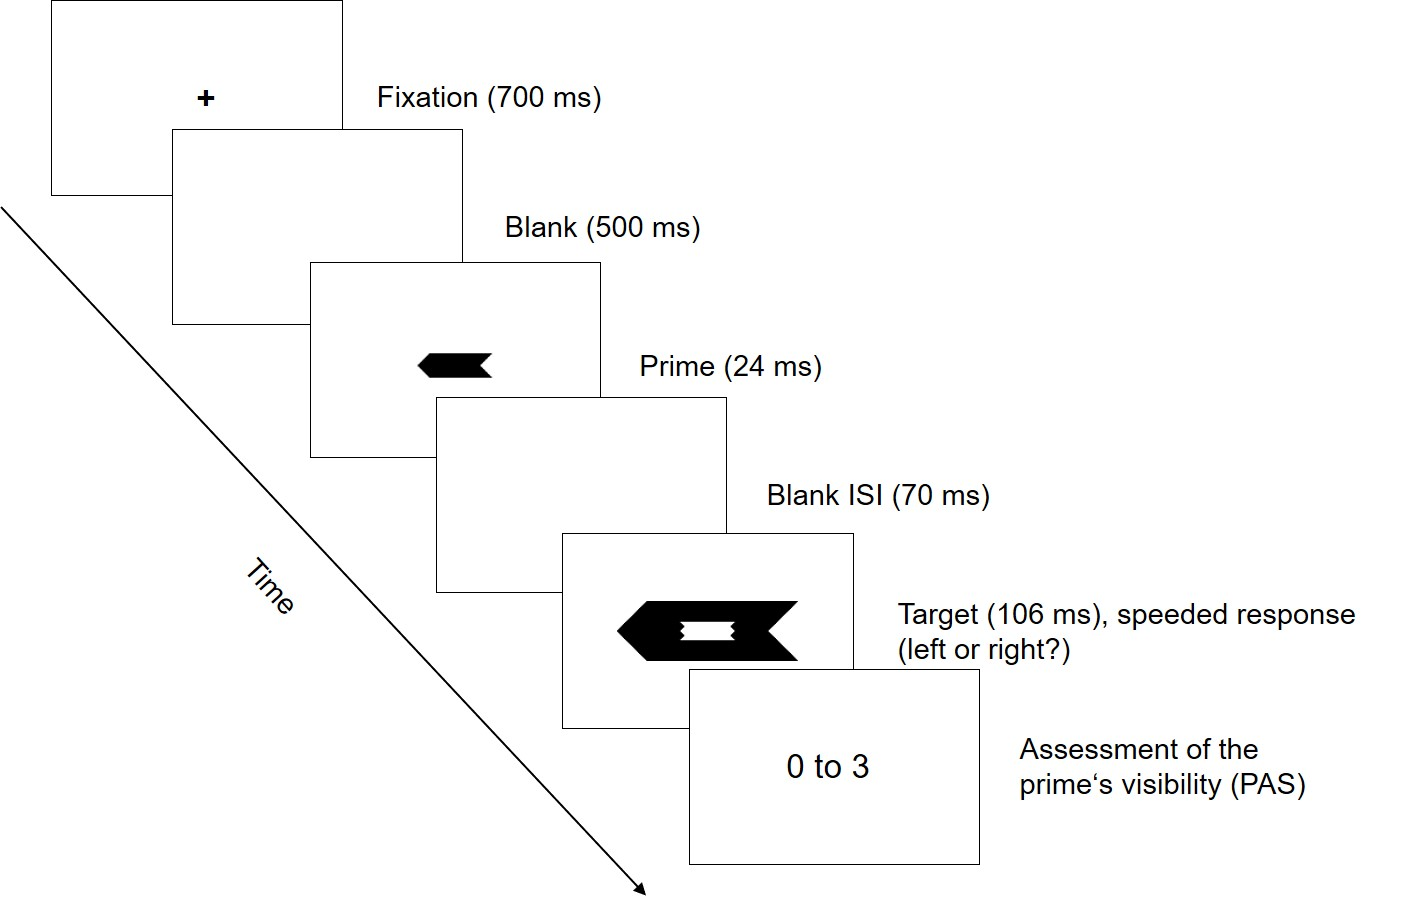 +
Fixation (700 ms)
Blank (500 ms)
Prime (24 ms)
Blank ISI (70 ms)
Time
Target (106 ms), speeded response
(left or right?)
0 to 3
Assessment of the
prime‘s visibility (PAS)